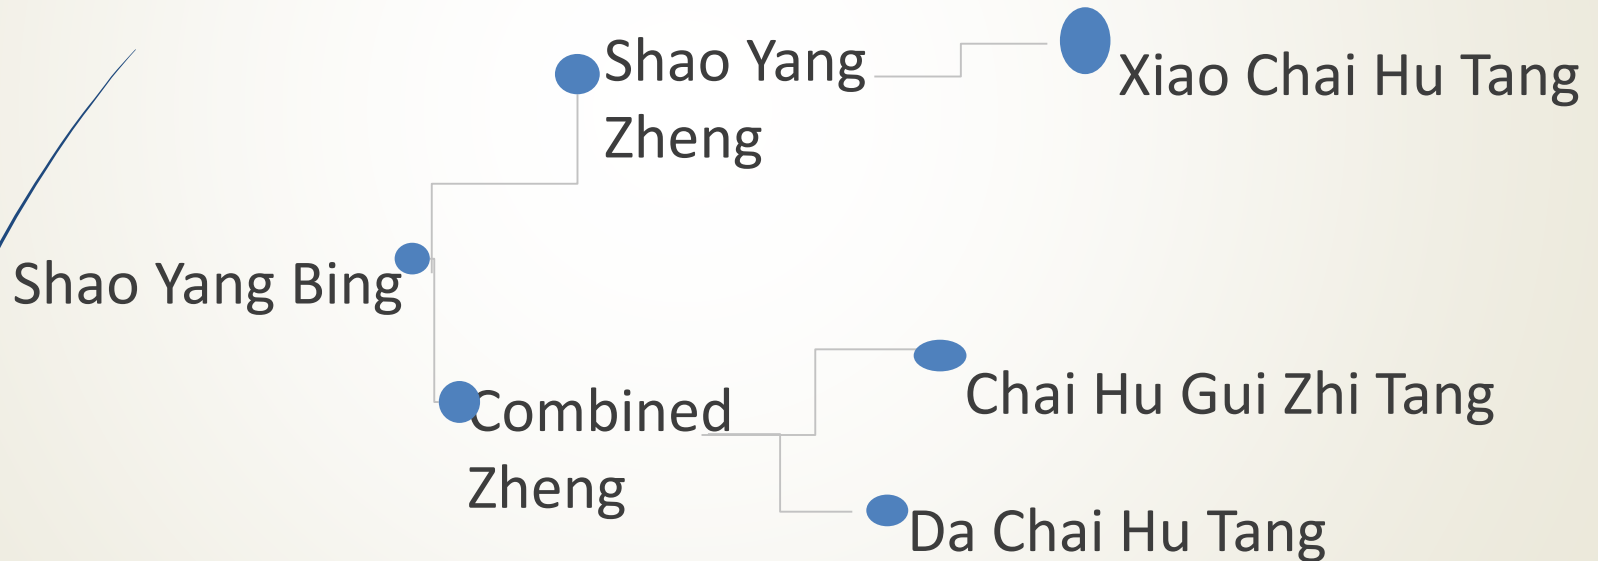 Shao Yang
Zheng
Xiao Chai Hu Tang
Shao Yang Bing
Combined
Zheng
Chai Hu Gui Zhi Tang
Da Chai Hu Tang